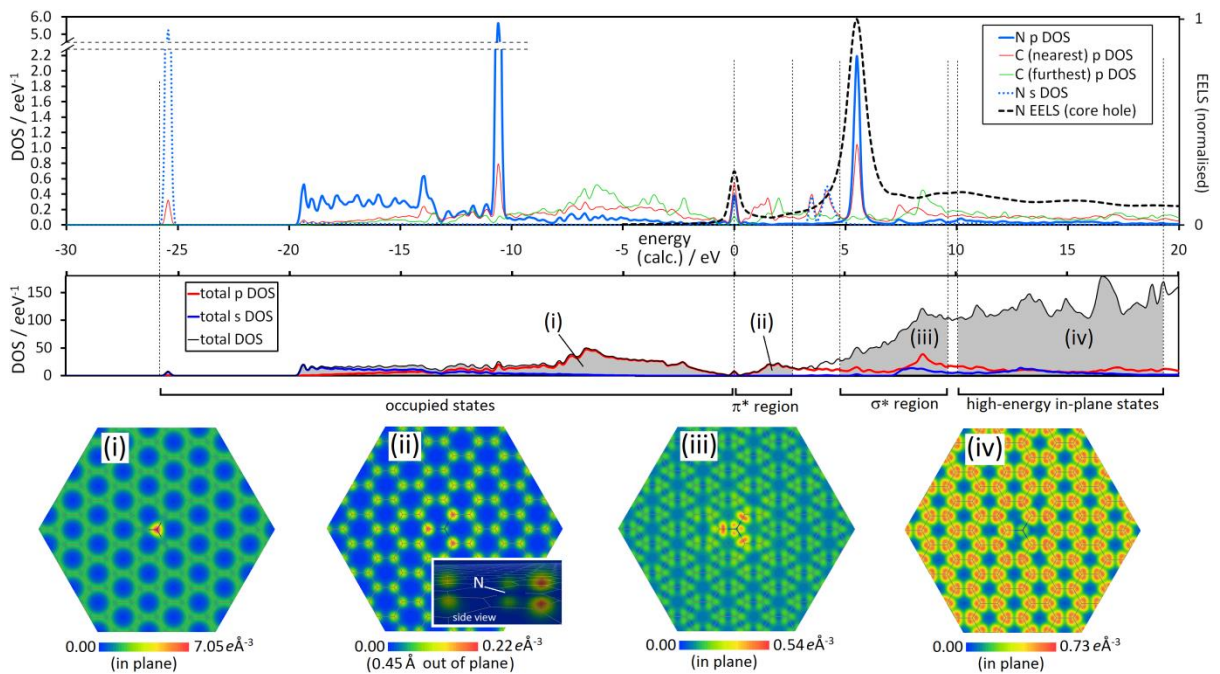 6.0
5.0
2.2
2.0
1.8
1.6
1.4
1.2
1.0
0.8
0.6
0.4
0.2
0.0
DOS / eeV⁻¹
N p DOS
C (nearest) p DOS
C (furthest) p DOS
N s DOS
N EELS (core hole)
1
0
EELS (normalised)
-30 -25 -20 -15 -10 -5 0 5 10 15 20
energy
(calc.) / eV
150
100
50
0
DOS / eeV⁻¹
total p DOS
total s DOS
total DOS
(i)
(ii)
(iii)
(iv)
occupied states
π* region
σ* region
high-energy in-plane states
(i)
(ii)
(iii)
(iv)
N
side view
0.00 7.05 eÅ⁻³
(in plane)
0.00 0.22 eÅ⁻³
(0.45 Å out of plane)
0.00 0.54 eÅ⁻³
(in plane)
0.00 0.73 eÅ⁻³
(in plane)